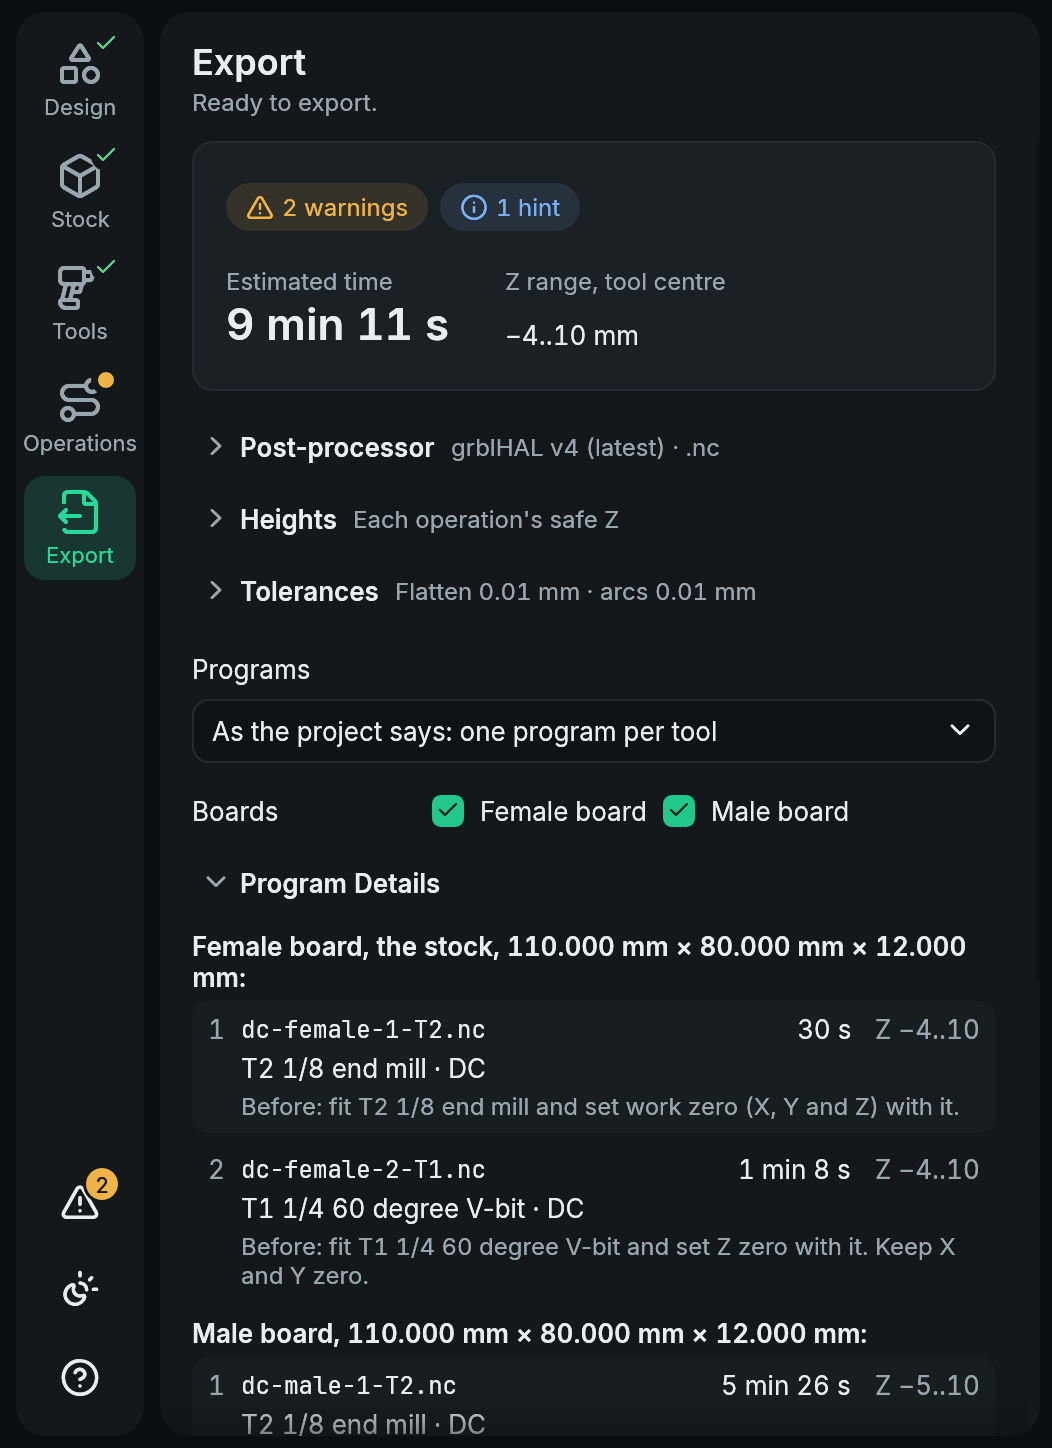 Design
Stock
Tools
Operations
Export
2
Export
Ready to export.
2 warnings
1 hint
Estimated time
9 min 11 s
Z range, tool centre
−4..10 mm
Post-processor grblHAL v4 (latest) · .nc
Heights Each operation's safe Z
Tolerances Flatten 0.01 mm · arcs 0.01 mm
Programs
As the project says: one program per tool
Boards Female board Male board
Program Details
Female board, the stock, 110.000 mm × 80.000 mm × 12.000
mm:
1 dc-female-1-T2.nc 30 s Z −4..10
T2 1/8 end mill · DC
Before: fit T2 1/8 end mill and set work zero (X, Y and Z) with it.
2 dc-female-2-T1.nc 1 min 8 s Z −4..10
T1 1/4 60 degree V-bit · DC
Before: fit T1 1/4 60 degree V-bit and set Z zero with it. Keep X
and Y zero.
Male board, 110.000 mm × 80.000 mm × 12.000 mm:
1 dc-male-1-T2.nc 5 min 26 s Z −5..10
T2 1/8 end mill · DC